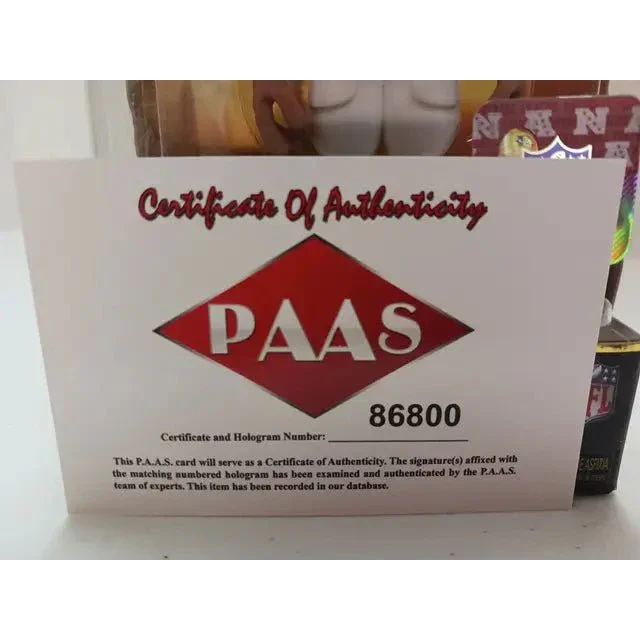 Certificate Of Authenticity
PAAS
86800
Certificate and Hologram Number:
This P.A.A.S. card will serve as a Certificate of Authenticity. The signature(s) affixed with
the matching numbered hologram has been examined and authenticated by the P.A.A.S.
team of experts. This item has been recorded in our database.